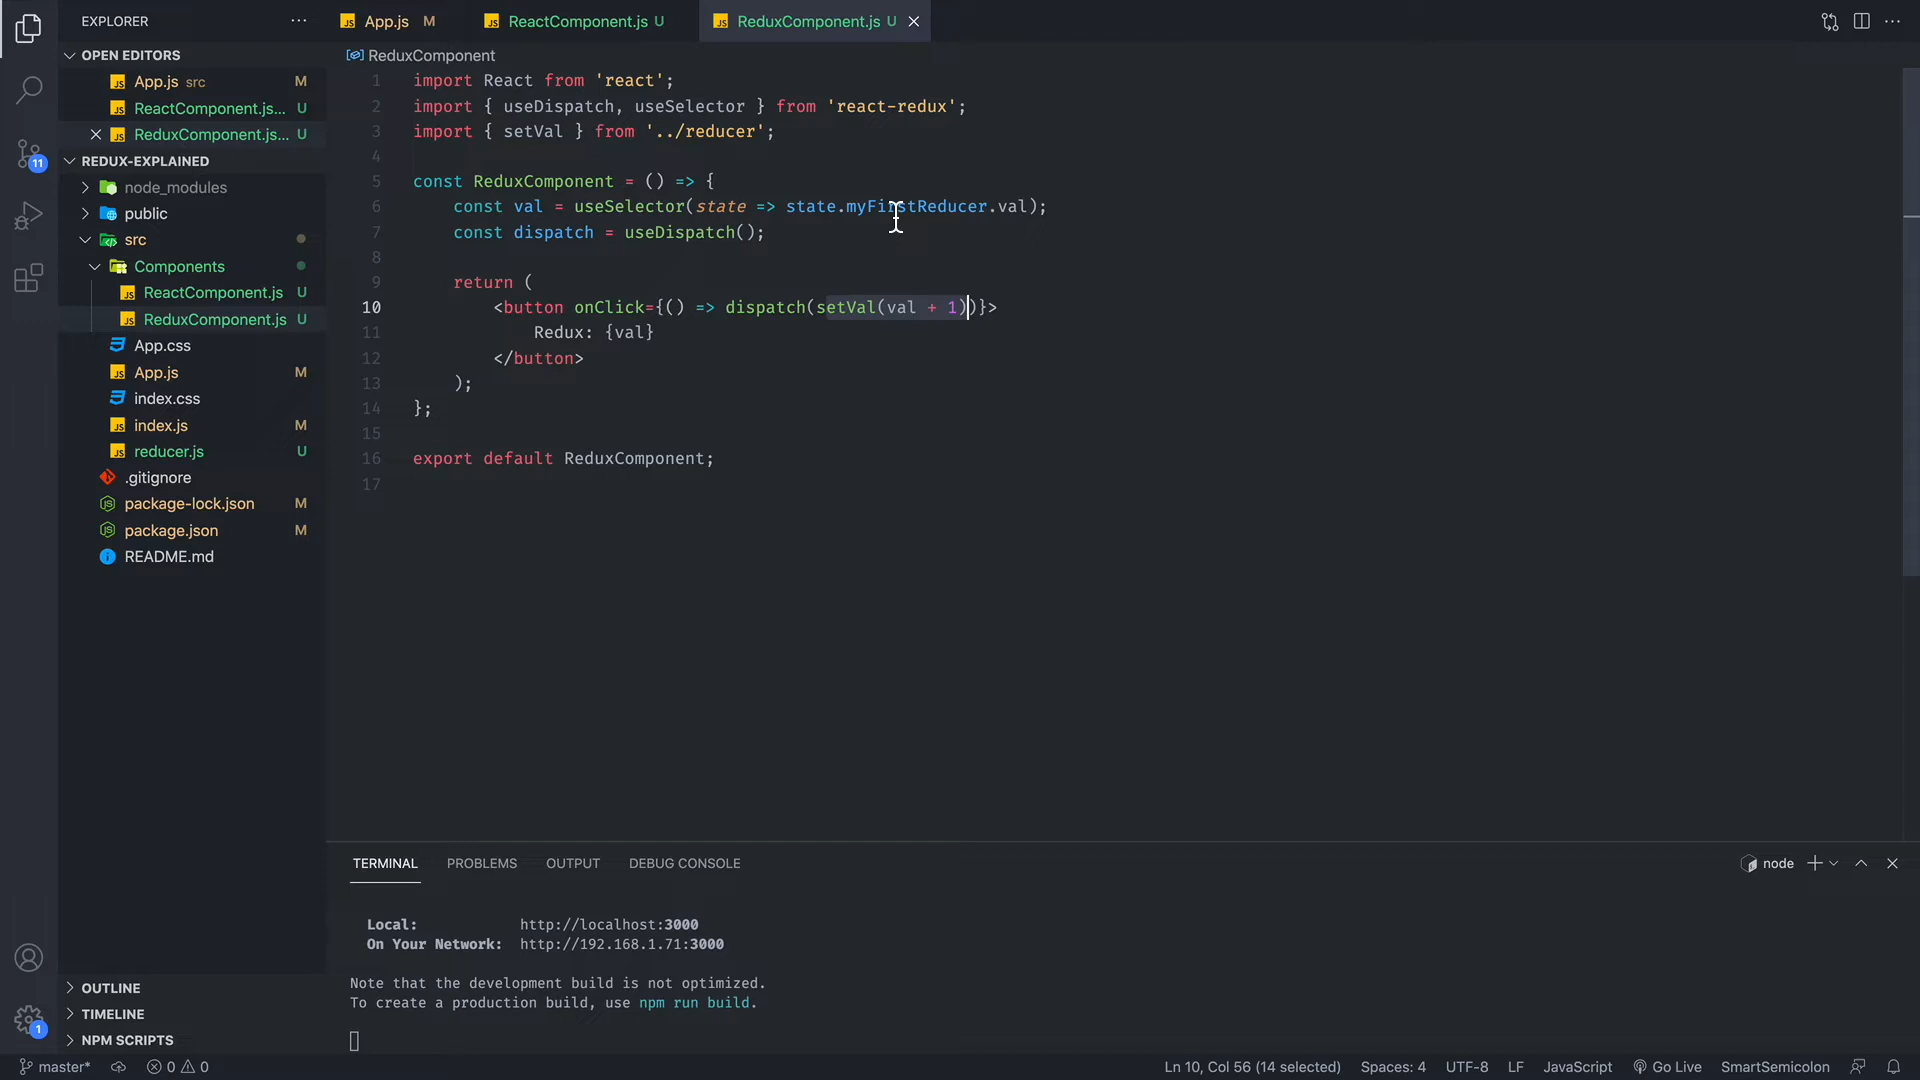 EXPLORER
OPEN EDITORS
App.js src M
ReactComponent.js... U
ReduxComponent.js... U
REDUX-EXPLAINED
node_modules
public
src
Components
ReactComponent.js U
ReduxComponent.js U
App.css
App.js M
index.css
index.js M
reducer.js U
.gitignore
package-lock.json M
package.json M
README.md
OUTLINE
TIMELINE
NPM SCRIPTS
11
1
App.js M
ReactComponent.js U
ReduxComponent.js U
ReduxComponent
1 import React from 'react';
2 import { useDispatch, useSelector } from 'react-redux';
3 import { setVal } from '../reducer';
4
5 const ReduxComponent = () => {
6 const val = useSelector(state => state.myFirstReducer.val);
7 const dispatch = useDispatch();
8
9 return (
10 <button onClick={() => dispatch(setVal(val + 1))}>
11 Redux: {val}
12 </button>
13 );
14 };
15
16 export default ReduxComponent;
17
TERMINAL PROBLEMS OUTPUT DEBUG CONSOLE
node
Local: http://localhost:3000
On Your Network: http://192.168.1.71:3000
Note that the development build is not optimized.
To create a production build, use npm run build.
master* 0 0
Ln 10, Col 56 (14 selected) Spaces: 4 UTF-8 LF JavaScript Go Live SmartSemicolon